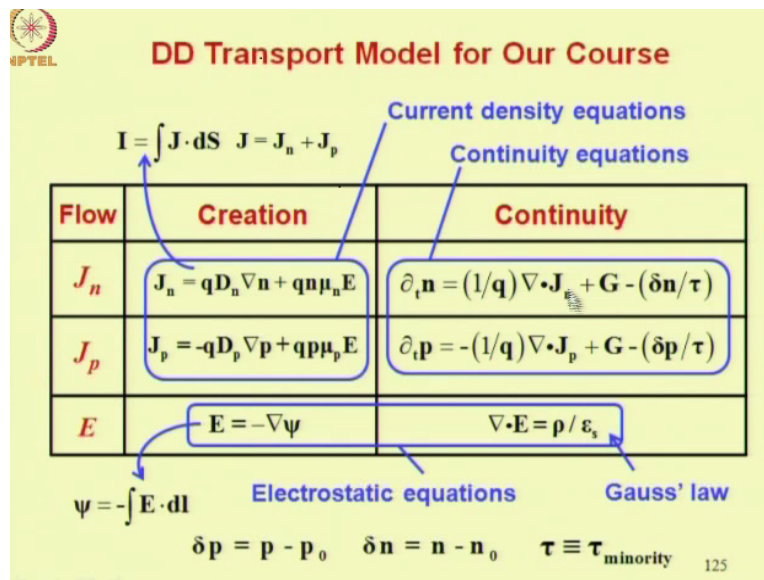 NPTEL
DD Transport Model for Our Course
Current density equations
I = ∫ J · dS J = Jₙ + Jₚ
Continuity equations
Flow Creation Continuity
Jₙ Jₙ = qDₙ∇n + qnμₙE ∂ₜn = (1/q) ∇•Jₙ + G - (δn/τ)
Jₚ Jₚ = -qDₚ∇p + qpμₚE ∂ₜp = -(1/q) ∇•Jₚ + G - (δp/τ)
E E = −∇ψ ∇•E = ρ / εₛ
Electrostatic equations Gauss' law
ψ = -∫ E · dl
δp = p - p₀ δn = n - n₀ τ ≡ τ minority
125